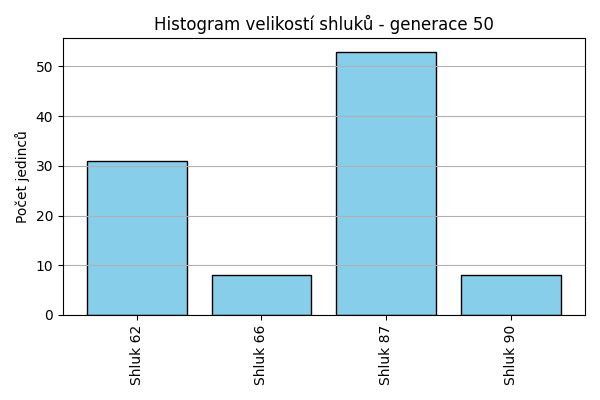 Histogram velikostí shluků - generace 50
Počet jedinců
50
40
30
20
10
0
Shluk 62
Shluk 66
Shluk 87
Shluk 90